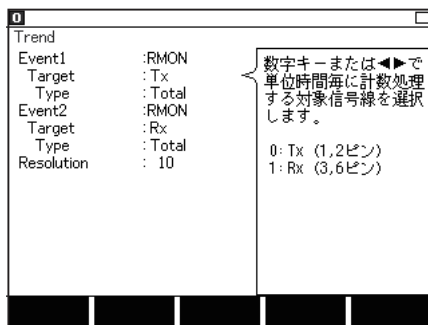 0
Trend
Event1 :RMON
Target :Tx
Type :Total
Event2 :RMON
Target :Rx
Type :Total
Resolution : 10
数字キーまたは◀▶で
単位時間毎に計数処理
する対象信号線を選択
します。
0:Tx (1,2ピン)
1:Rx (3,6ピン)